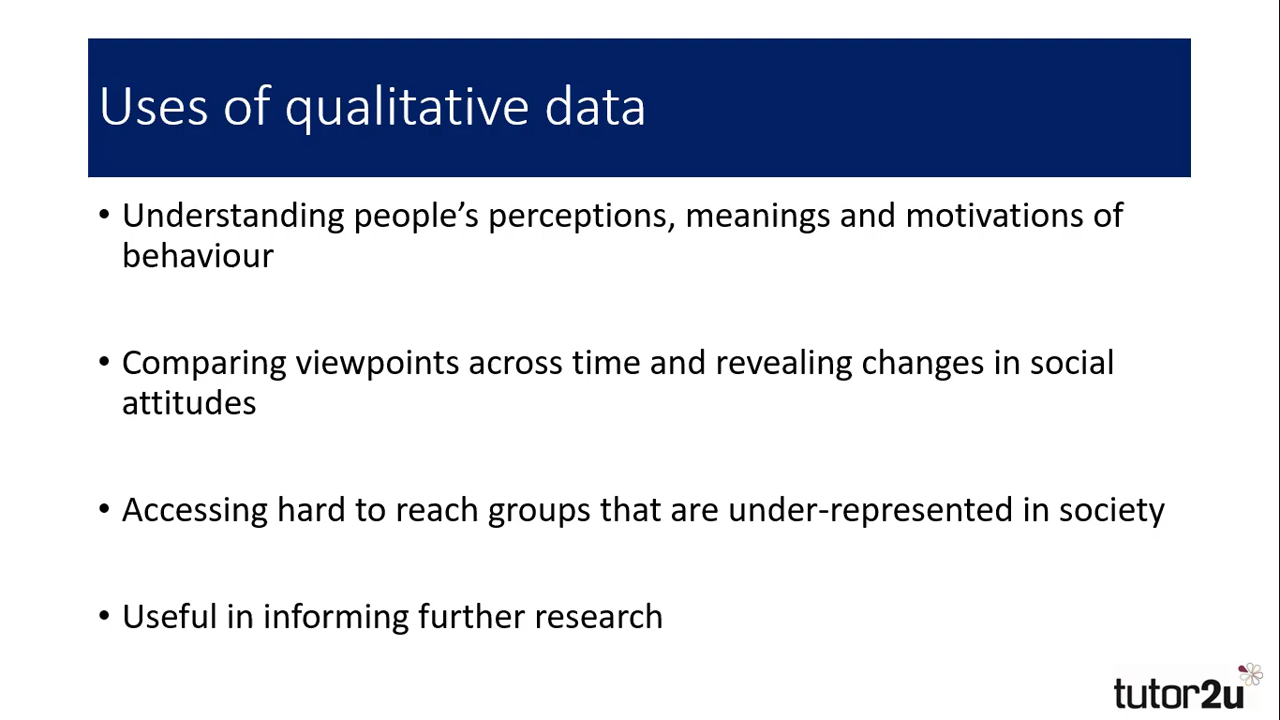 Uses of qualitative data
• Understanding people’s perceptions, meanings and motivations of
behaviour
• Comparing viewpoints across time and revealing changes in social
attitudes
• Accessing hard to reach groups that are under-represented in society
• Useful in informing further research
tutor2u